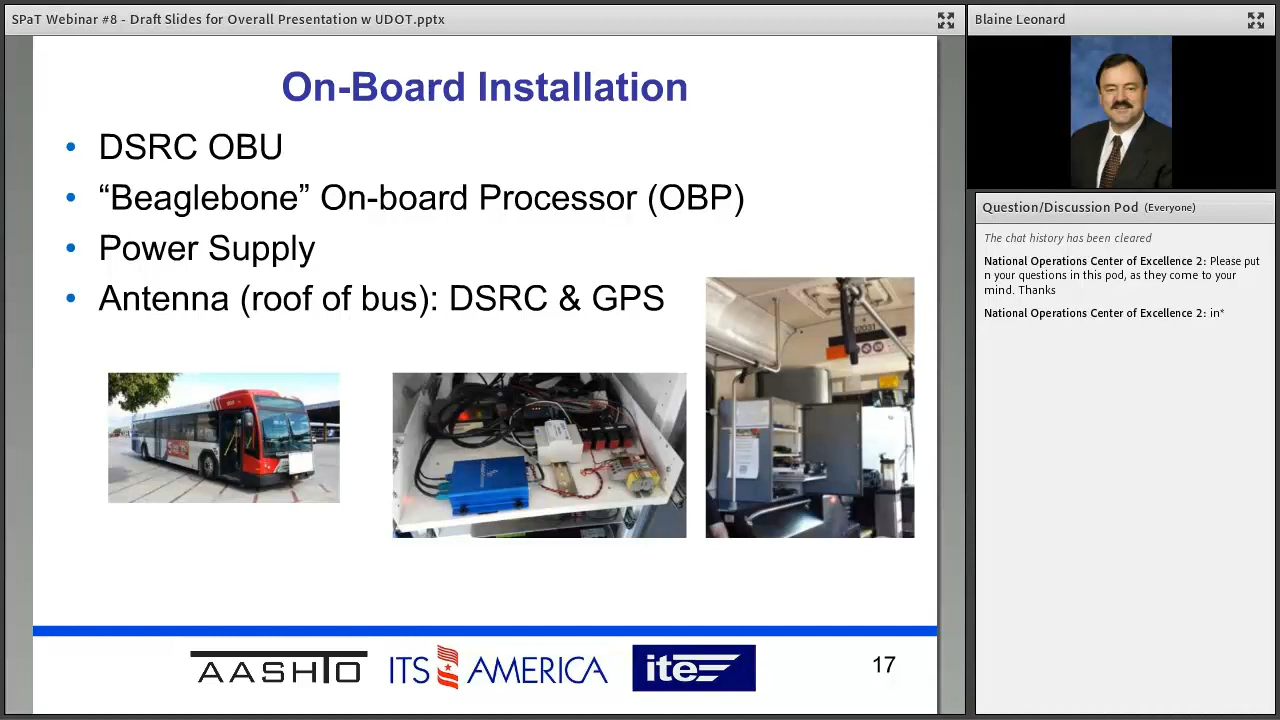 SPaT Webinar #8 - Draft Slides for Overall Presentation w UDOT.pptx
On-Board Installation
• DSRC OBU
• “Beaglebone” On-board Processor (OBP)
• Power Supply
• Antenna (roof of bus): DSRC & GPS
AASHTO
ITS AMERICA
ite
17
Blaine Leonard
Question/Discussion Pod (Everyone)
The chat history has been cleared
National Operations Center of Excellence 2: Please put
n your questions in this pod, as they come to your
mind. Thanks
National Operations Center of Excellence 2: in*